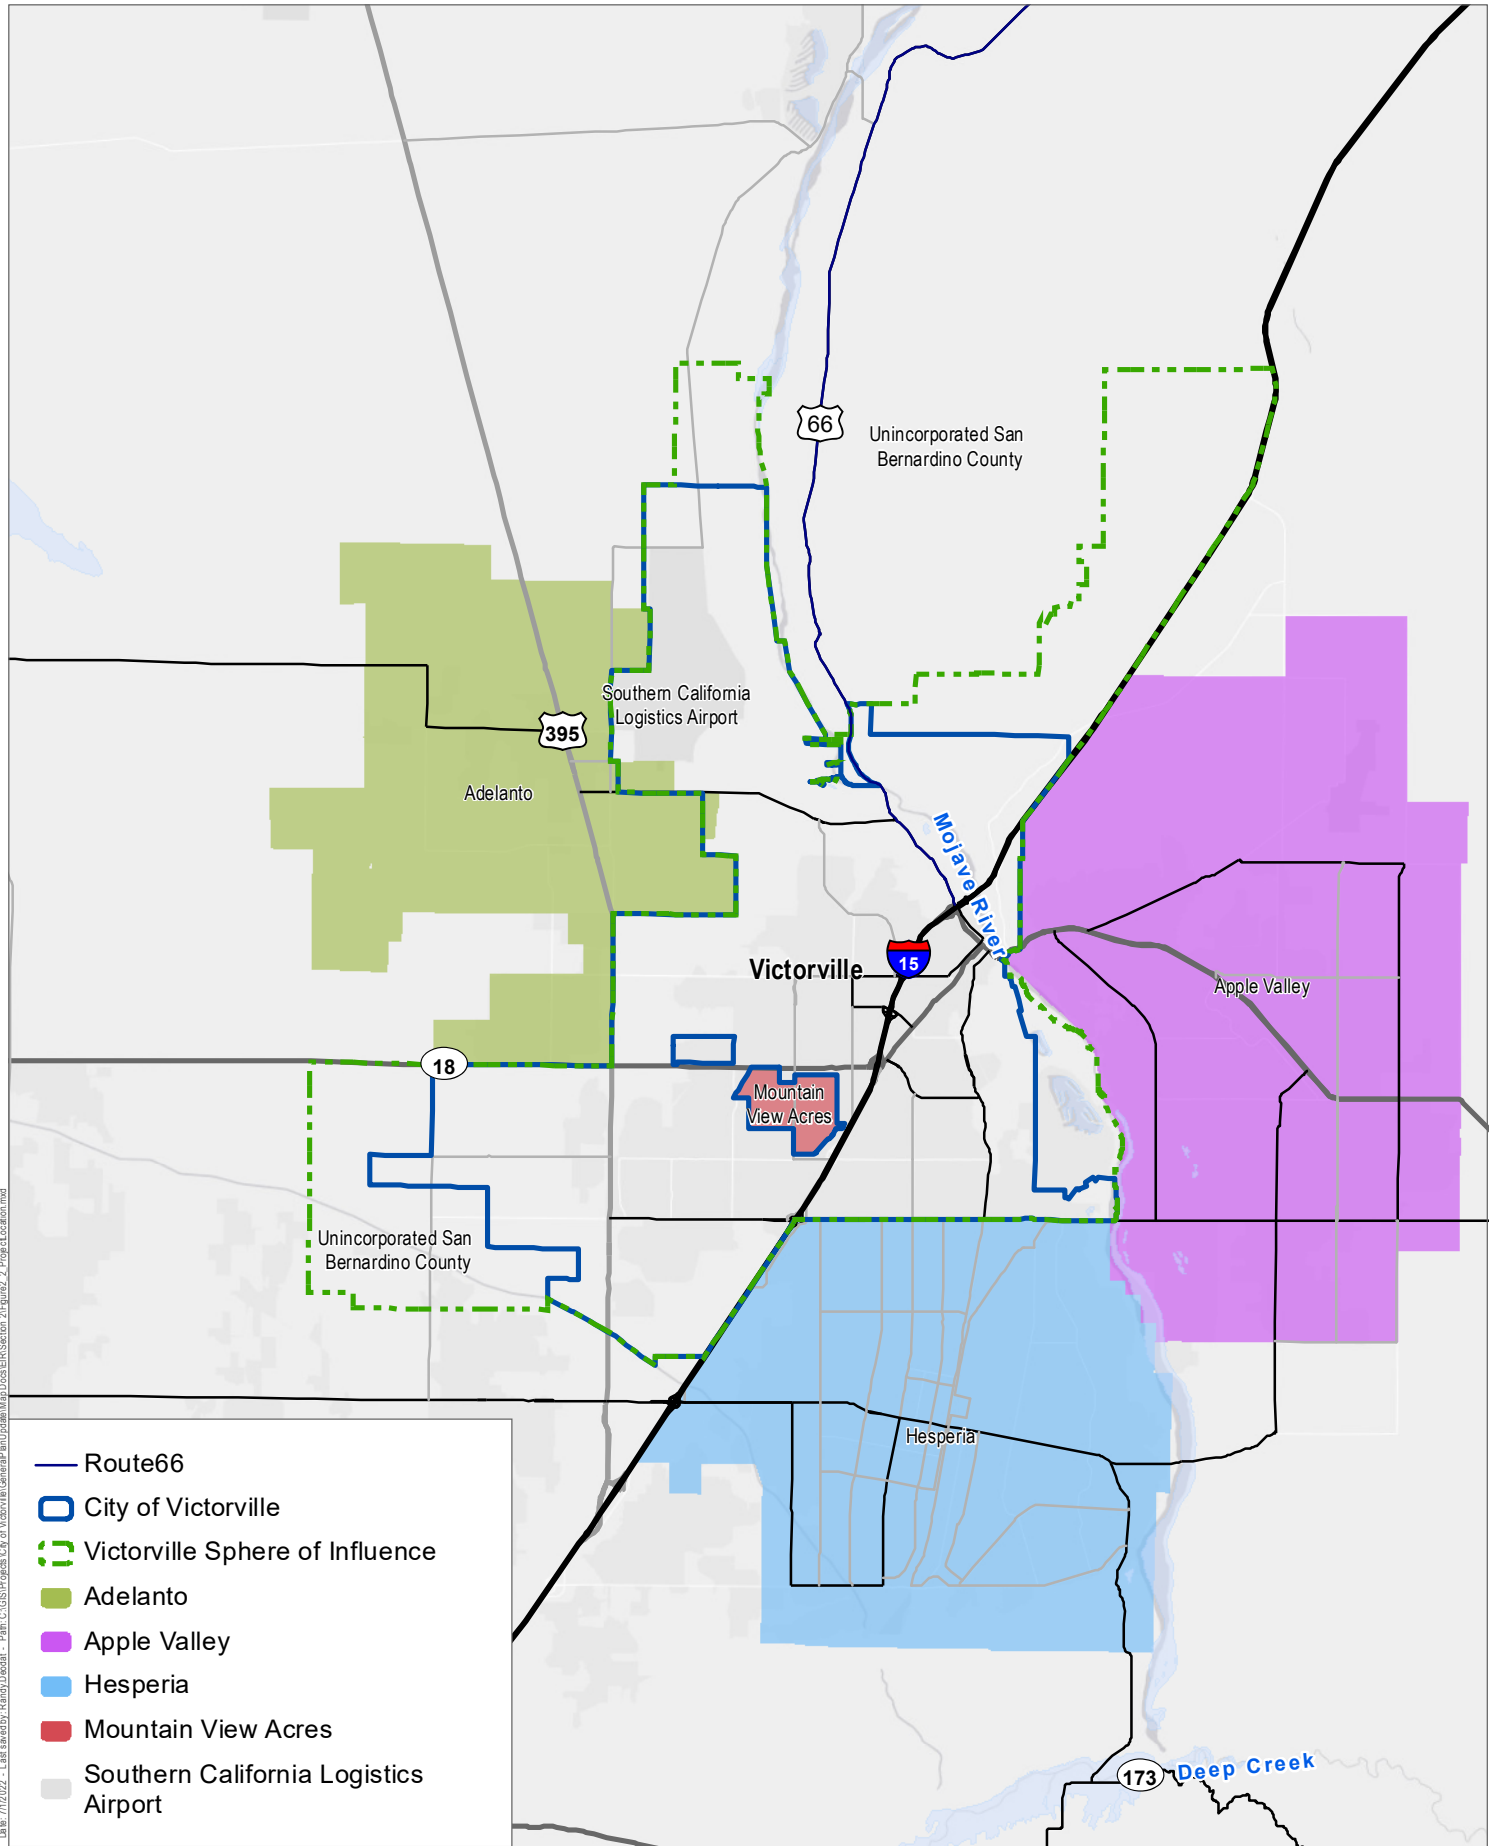 66
Unincorporated San
Bernardino County
Southern California
Logistics Airport
395
Adelanto
Mojave River
Victorville
15
Apple Valley
18
Mountain
View Acres
Unincorporated San
Bernardino County
Hesperia
173
Deep Creek
Route66
City of Victorville
Victorville Sphere of Influence
Adelanto
Apple Valley
Hesperia
Mountain View Acres
Southern California Logistics
Airport